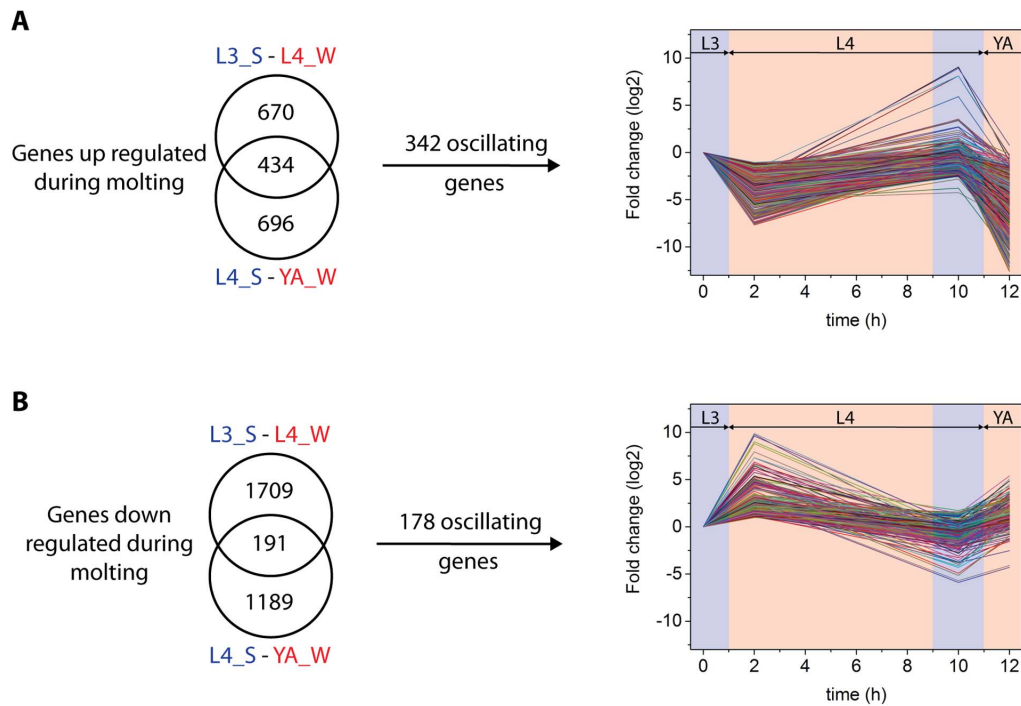 A
L3_S - L4_W
670
Genes up regulated
during molting
434
696
L4_S - YA_W
342 oscillating
genes
L3
L4
YA
10
5
0
-5
-10
Fold change (log2)
0
2
4
6
8
10
12
time (h)
B
L3_S - L4_W
1709
Genes down
regulated during
molting
191
1189
L4_S - YA_W
178 oscillating
genes
L3
L4
YA
10
5
0
-5
-10
Fold change (log2)
0
2
4
6
8
10
12
time (h)